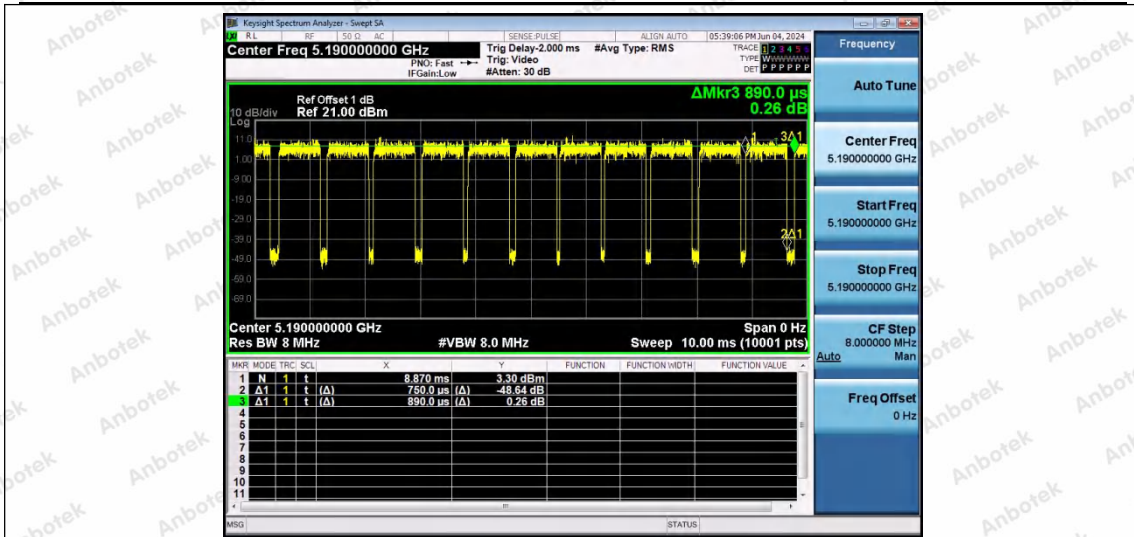 Keysight Spectrum Analyzer - Swept SA
RL RF 50 Ω AC SENSE:PULSE ALIGN AUTO 05:39:06 PM Jun 04, 2024
Center Freq 5.190000000 GHz Trig Delay-2.000 ms #Avg Type: RMS TRACE 1 2 3 4 5 6
PNO: Fast Trig: Video TYPE WWWWWW
IFGain:Low #Atten: 30 dB DET P P P P P P
Frequency
ΔMkr3 890.0 µs
0.26 dB
Ref Offset 1 dB
10 dB/div Ref 21.00 dBm
Log
11.0
1.00
-9.00
-19.0
-29.0
-39.0
-49.0
-59.0
-69.0
1
3Δ1
2Δ1
Center 5.190000000 GHz Span 0 Hz
Res BW 8 MHz #VBW 8.0 MHz Sweep 10.00 ms (10001 pts)
MKR MODE TRC SCL X Y FUNCTION FUNCTION WIDTH FUNCTION VALUE
1 N 1 t 8.870 ms 3.30 dBm
2 Δ1 1 t (Δ) 750.0 µs (Δ) -48.64 dB
3 Δ1 1 t (Δ) 890.0 µs (Δ) 0.26 dB
4
5
6
7
8
9
10
11
MSG STATUS
Auto Tune
Center Freq
5.190000000 GHz
Start Freq
5.190000000 GHz
Stop Freq
5.190000000 GHz
CF Step
8.000000 MHz
Auto Man
Freq Offset
0 Hz
Anbotek